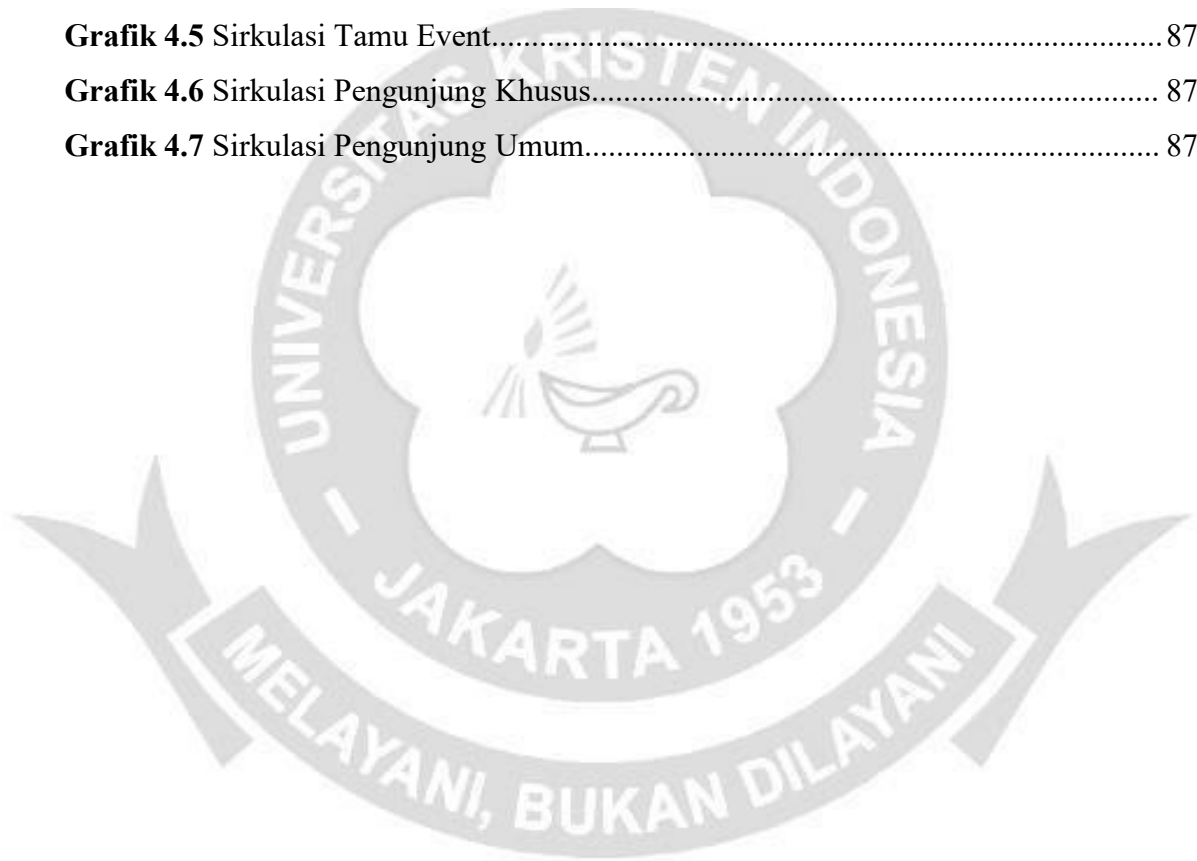 Grafik 4.5 Sirkulasi Tamu Event.......................................................................................87
Grafik 4.6 Sirkulasi Pengunjung Khusus....................................................................... 87
Grafik 4.7 Sirkulasi Pengunjung Umum........................................................................ 87
UNIVERSITAS KRISTEN INDONESIA
- JAKARTA 1953 -
MELAYANI, BUKAN DILAYANI